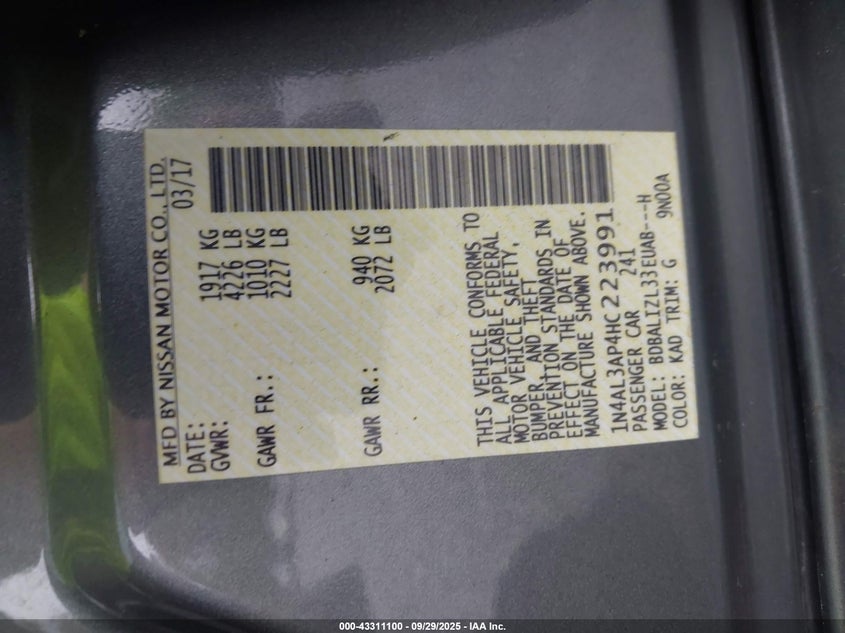 MFD BY NISSAN MOTOR CO., LTD.
DATE: 03/17
GVWR: 1917 KG
4226 LB
GAWR FR.: 1010 KG
2227 LB
GAWR RR.: 940 KG
2072 LB
THIS VEHICLE CONFORMS TO
ALL APPLICABLE FEDERAL
MOTOR VEHICLE SAFETY,
BUMPER, AND THEFT
PREVENTION STANDARDS IN
EFFECT ON THE DATE OF
MANUFACTURE SHOWN ABOVE.
1N4AL3AP4HC223991
PASSENGER CAR 241
MODEL: BDBALIZL33EUAB---H
COLOR: KAD TRIM: G 9N00A
000-43311100 - 09/29/2025 - IAA Inc.